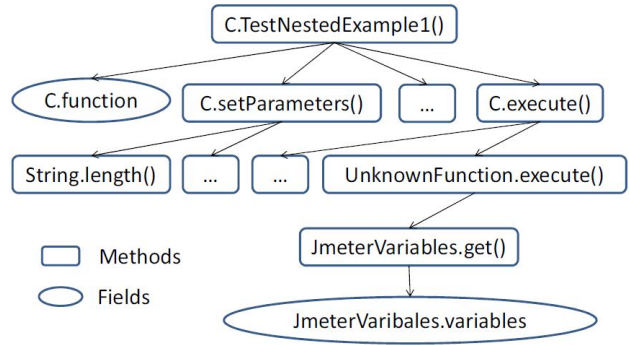 C.TestNestedExample1()
C.function
C.setParameters()
...
C.execute()
String.length()
...
...
UnknownFunction.execute()
JmeterVariables.get()
Methods
Fields
JmeterVaribales.variables